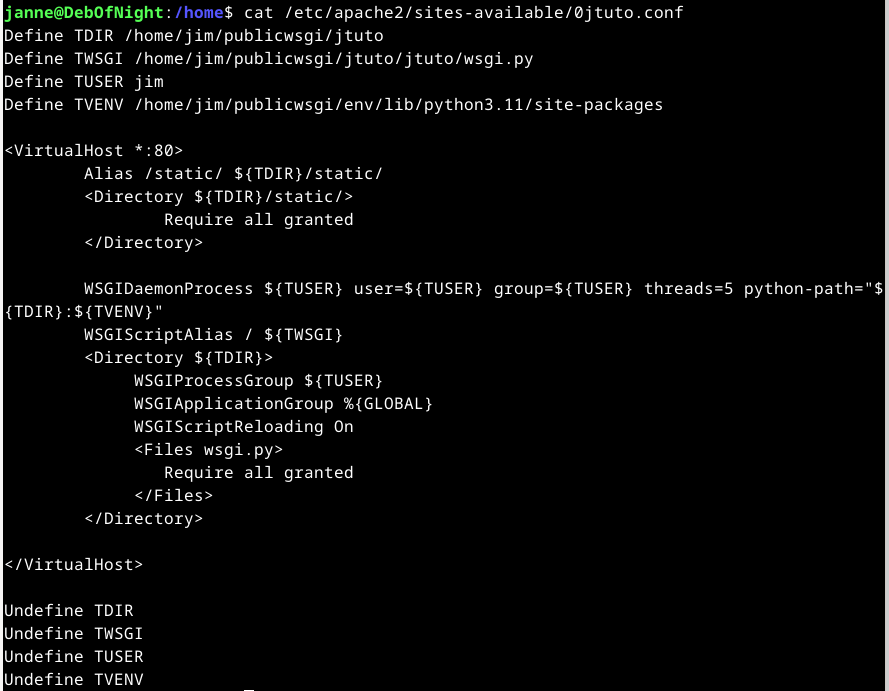 janne@DebOfNight:/home$ cat /etc/apache2/sites-available/0jtuto.conf
Define TDIR /home/jim/publicwsgi/jtuto
Define TWSGI /home/jim/publicwsgi/jtuto/jtuto/wsgi.py
Define TUSER jim
Define TVENV /home/jim/publicwsgi/env/lib/python3.11/site-packages

<VirtualHost *:80>
        Alias /static/ ${TDIR}/static/
        <Directory ${TDIR}/static/>
                Require all granted
        </Directory>

        WSGIDaemonProcess ${TUSER} user=${TUSER} group=${TUSER} threads=5 python-path="$
{TDIR}:${TVENV}"
        WSGIScriptAlias / ${TWSGI}
        <Directory ${TDIR}>
             WSGIProcessGroup ${TUSER}
             WSGIApplicationGroup %{GLOBAL}
             WSGIScriptReloading On
             <Files wsgi.py>
                Require all granted
             </Files>
        </Directory>

</VirtualHost>

Undefine TDIR
Undefine TWSGI
Undefine TUSER
Undefine TVENV